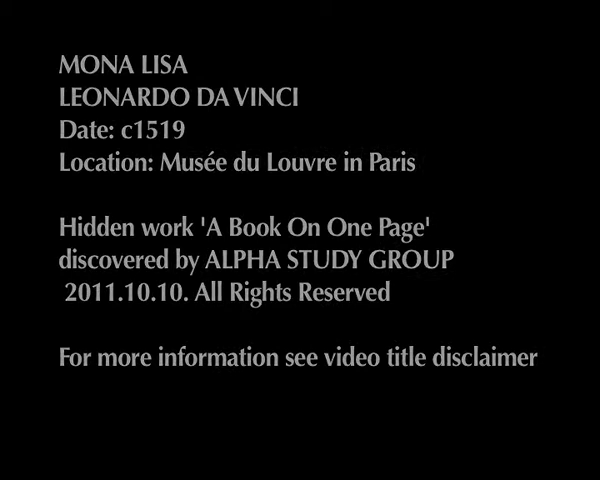 MONA LISA
LEONARDO DA VINCI
Date: c1519
Location: Musée du Louvre in Paris
Hidden work 'A Book On One Page'
discovered by ALPHA STUDY GROUP
2011.10.10. All Rights Reserved
For more information see video title disclaimer